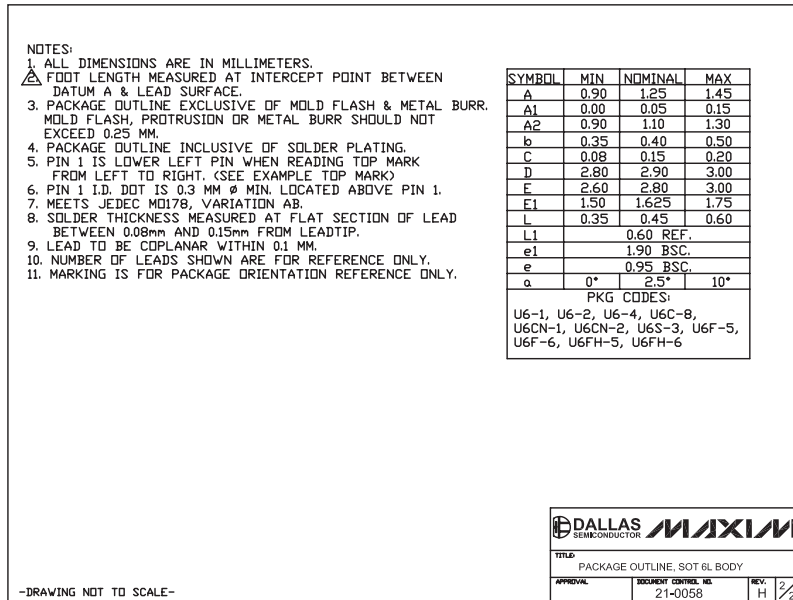 NOTES:
1. ALL DIMENSIONS ARE IN MILLIMETERS.
2. FOOT LENGTH MEASURED AT INTERCEPT POINT BETWEEN
DATUM A & LEAD SURFACE.
3. PACKAGE OUTLINE EXCLUSIVE OF MOLD FLASH & METAL BURR.
MOLD FLASH, PROTRUSION OR METAL BURR SHOULD NOT
EXCEED 0.25 MM.
4. PACKAGE OUTLINE INCLUSIVE OF SOLDER PLATING.
5. PIN 1 IS LOWER LEFT PIN WHEN READING TOP MARK
FROM LEFT TO RIGHT. (SEE EXAMPLE TOP MARK)
6. PIN 1 I.D. DOT IS 0.3 MM ø MIN. LOCATED ABOVE PIN 1.
7. MEETS JEDEC MO178, VARIATION AB.
8. SOLDER THICKNESS MEASURED AT FLAT SECTION OF LEAD
BETWEEN 0.08mm AND 0.15mm FROM LEADTIP.
9. LEAD TO BE COPLANAR WITHIN 0.1 MM.
10. NUMBER OF LEADS SHOWN ARE FOR REFERENCE ONLY.
11. MARKING IS FOR PACKAGE ORIENTATION REFERENCE ONLY.
SYMBOL MIN NOMINAL MAX
A 0.90 1.25 1.45
A1 0.00 0.05 0.15
A2 0.90 1.10 1.30
b 0.35 0.40 0.50
C 0.08 0.15 0.20
D 2.80 2.90 3.00
E 2.60 2.80 3.00
E1 1.50 1.625 1.75
L 0.35 0.45 0.60
L1 0.60 REF.
e1 1.90 BSC.
e 0.95 BSC.
α 0° 2.5° 10°
PKG CODES:
U6-1, U6-2, U6-4, U6C-8,
U6CN-1, U6CN-2, U6S-3, U6F-5,
U6F-6, U6FH-5, U6FH-6
DALLAS SEMICONDUCTOR MAXIM
TITLE:
PACKAGE OUTLINE, SOT 6L BODY
APPROVAL DOCUMENT CONTROL NO. REV.
21-0058 H 2/2
-DRAWING NOT TO SCALE-